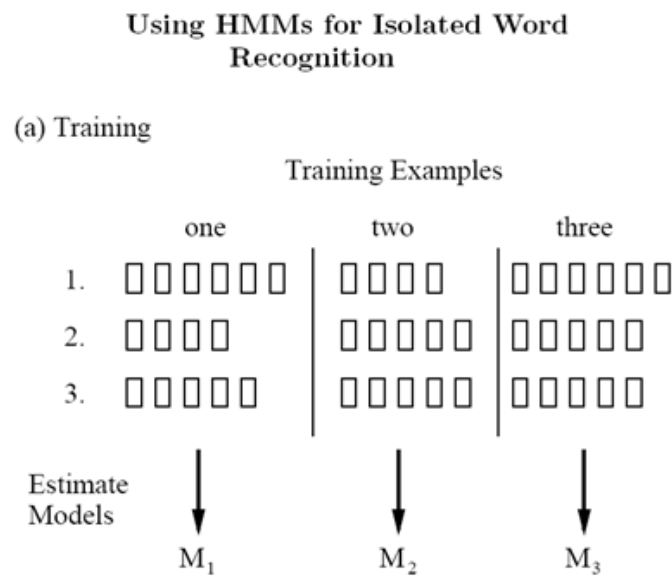 Using HMMs for Isolated Word
Recognition
(a) Training
Training Examples
one two three
1.
2.
3.
Estimate
Models
M₁ M₂ M₃